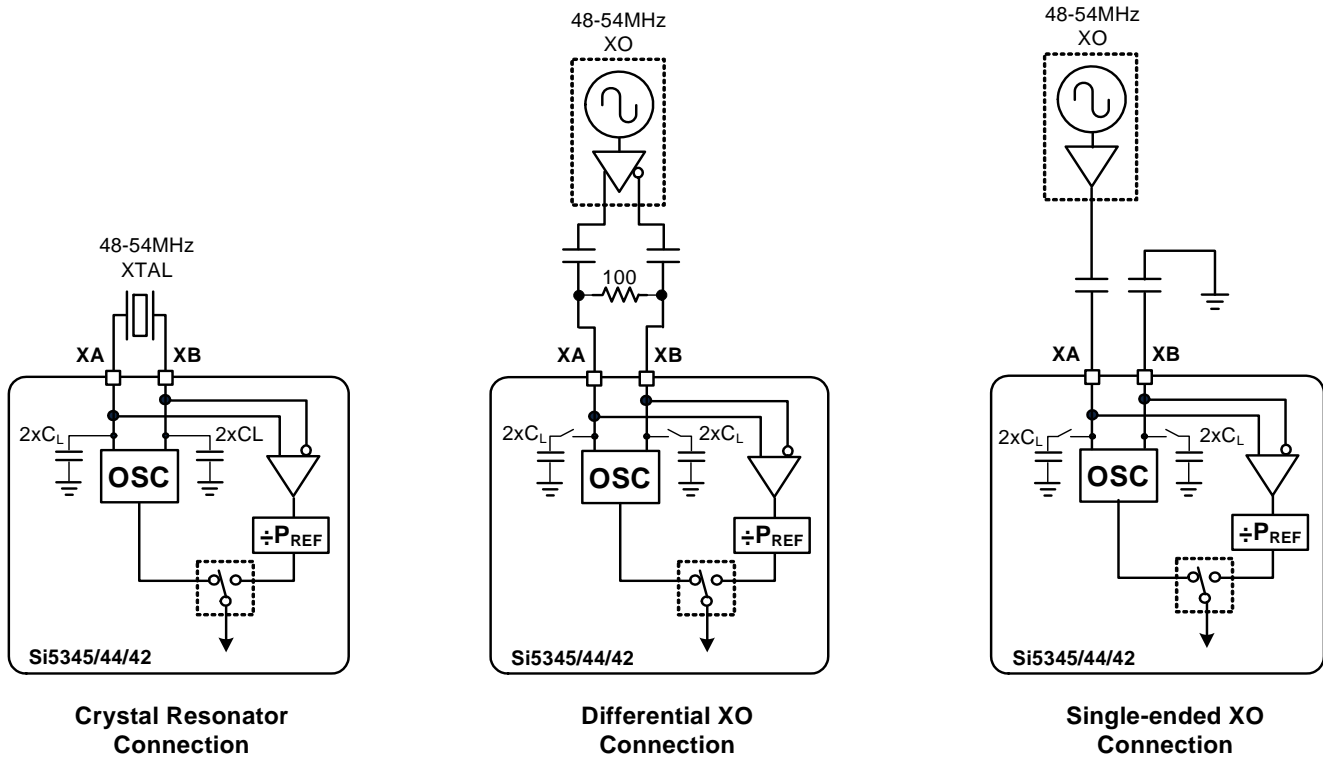 48-54MHz
XTAL
XA
XB
2xCL
2xCL
OSC
÷PREF
Si5345/44/42
Crystal Resonator
Connection
48-54MHz
XO
100
XA
XB
2xCL
2xCL
OSC
÷PREF
Si5345/44/42
Differential XO
Connection
48-54MHz
XO
XA
XB
2xCL
2xCL
OSC
÷PREF
Si5345/44/42
Single-ended XO
Connection